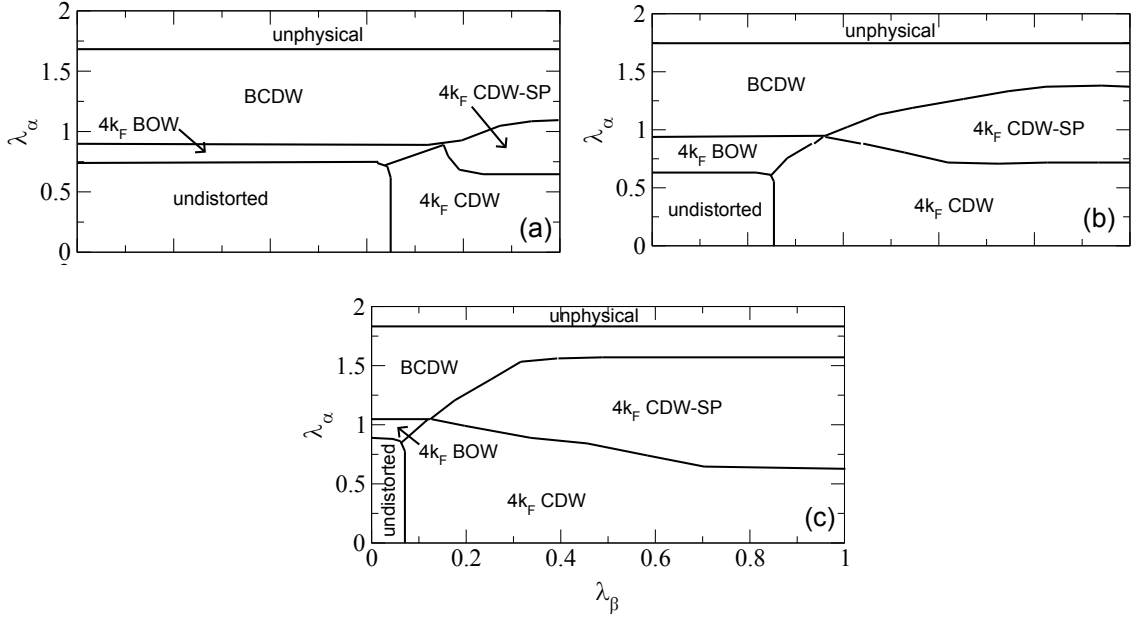 2
unphysical
1.5
BCDW
4k_F CDW-SP
4k_F BOW
λ_α
1
0.5
undistorted
4k_F CDW
(a)
0
2
unphysical
1.5
BCDW
λ_α
1
4k_F CDW-SP
4k_F BOW
0.5
undistorted
4k_F CDW
(b)
0
2
unphysical
1.5
BCDW
4k_F CDW-SP
λ_α
1
4k_F BOW
0.5
undistorted
4k_F CDW
(c)
0
0 0.2 0.4 0.6 0.8 1
λ_β